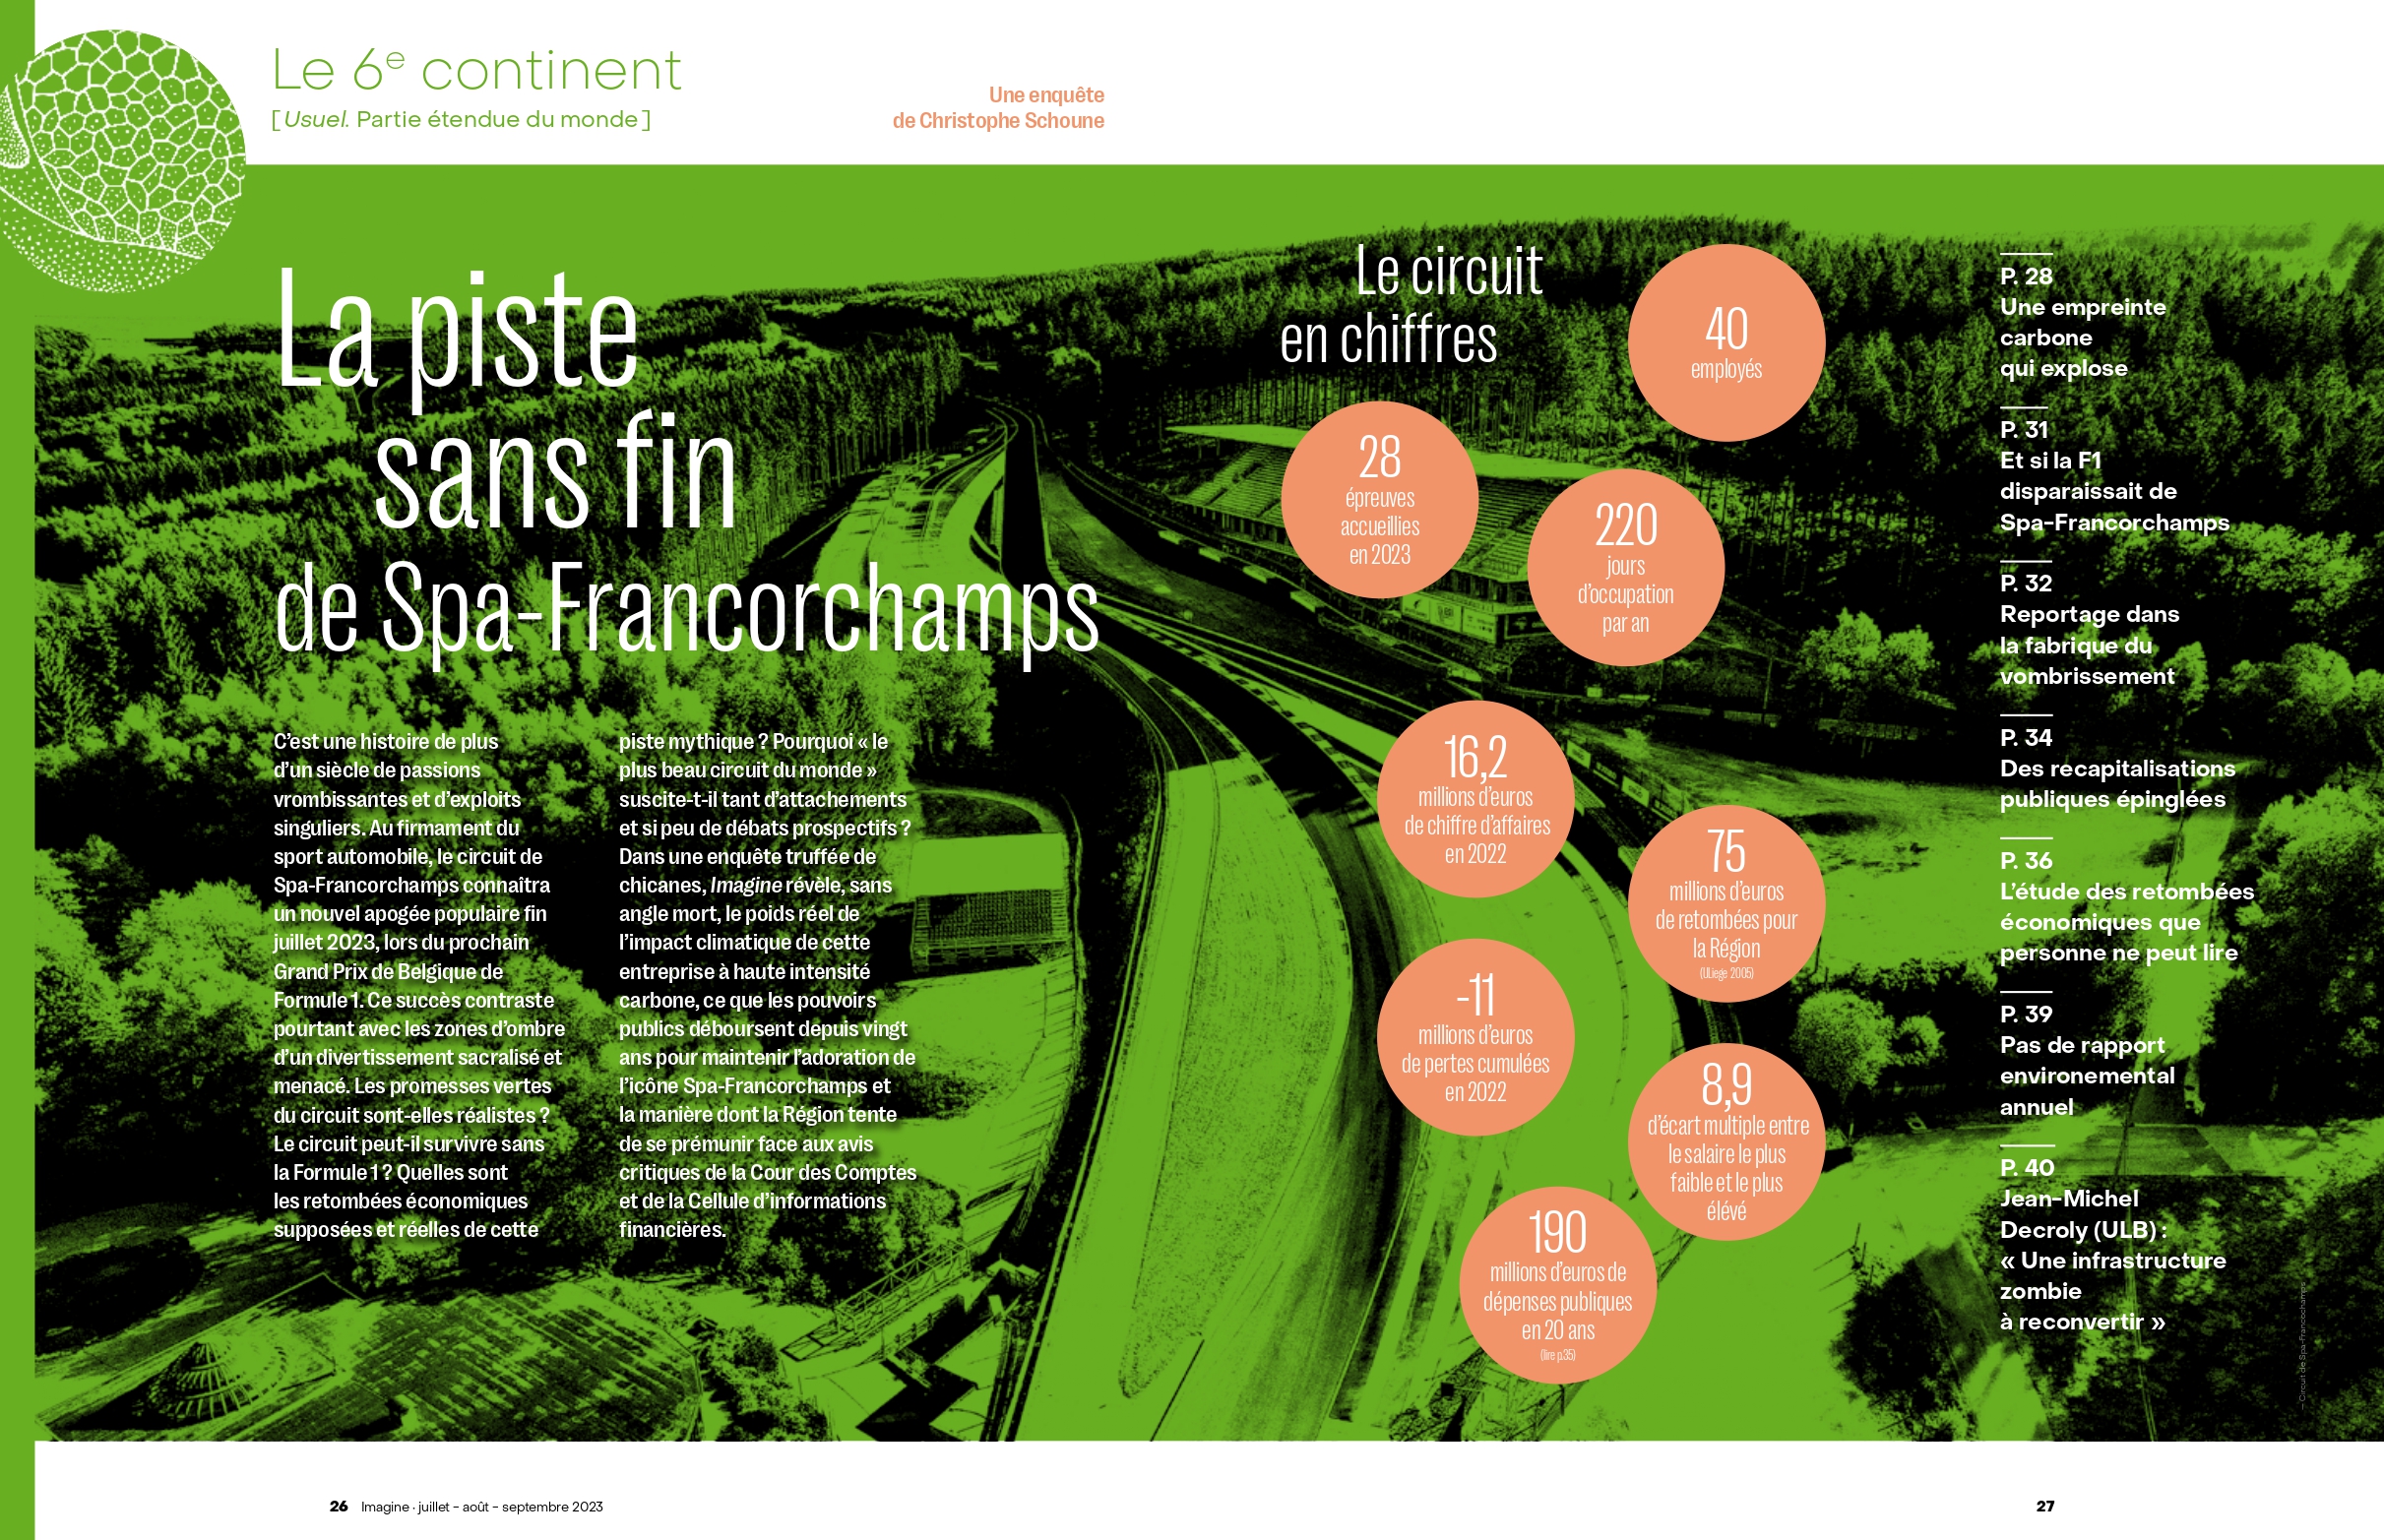 Le 6e continent
[Usuel. Partie étendue du monde]
Une enquête
de Christophe Schoune
La piste
sans fin
de Spa-Francorchamps
C’est une histoire de plus
d’un siècle de passions
vrombissantes et d’exploits
singuliers. Au firmament du
sport automobile, le circuit de
Spa-Francorchamps connaîtra
un nouvel apogée populaire fin
juillet 2023, lors du prochain
Grand Prix de Belgique de
Formule 1. Ce succès contraste
pourtant avec les zones d’ombre
d’un divertissement sacralisé et
menacé. Les promesses vertes
du circuit sont-elles réalistes ?
Le circuit peut-il survivre sans
la Formule 1 ? Quelles sont
les retombées économiques
supposées et réelles de cette
piste mythique ? Pourquoi « le
plus beau circuit du monde »
suscite-t-il tant d’attachements
et si peu de débats prospectifs ?
Dans une enquête truffée de
chicanes, Imagine révèle, sans
angle mort, le poids réel de
l’impact climatique de cette
entreprise à haute intensité
carbone, ce que les pouvoirs
publics déboursent depuis vingt
ans pour maintenir l’adoration de
l’icône Spa-Francorchamps et
la manière dont la Région tente
de se prémunir face aux avis
critiques de la Cour des Comptes
et de la Cellule d’informations
financières.
Le circuit
en chiffres
40
employés
28
épreuves
accueillies
en 2023
220
jours
d’occupation
par an
16,2
millions d’euros
de chiffre d’affaires
en 2022
75
millions d’euros
de retombées pour
la Région
(ULiege 2005)
-11
millions d’euros
de pertes cumulées
en 2022
8,9
d’écart multiple entre
le salaire le plus
faible et le plus
élévé
190
millions d’euros de
dépenses publiques
en 20 ans
(lire p.35)
P. 28
Une empreinte
carbone
qui explose
P. 31
Et si la F1
disparaissait de
Spa-Francorchamps
P. 32
Reportage dans
la fabrique du
vombrissement
P. 34
Des recapitalisations
publiques épinglées
P. 36
L’étude des retombées
économiques que
personne ne peut lire
P. 39
Pas de rapport
environemental
annuel
P. 40
Jean-Michel
Decroly (ULB) :
« Une infrastructure
zombie
à reconvertir »
— Circuit de Spa-Francochamps
26 Imagine · juillet – août – septembre 2023
27